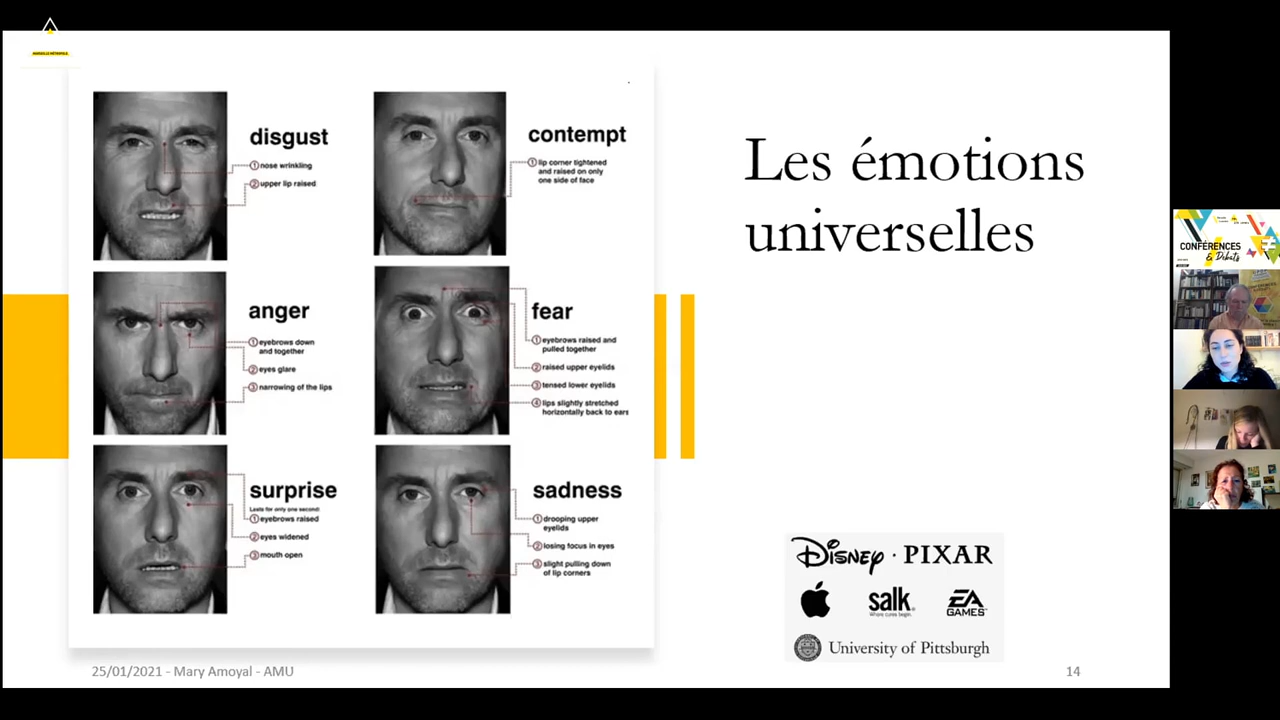 MARSEILLE MÉTROPOLE
disgust
1 nose wrinkling
2 upper lip raised
contempt
1 lip corner tightened
and raised on only
one side of face
anger
1 eyebrows down
and together
2 eyes glare
3 narrowing of the lips
fear
1 eyebrows raised and
pulled together
2 raised upper eyelids
3 tensed lower eyelids
4 lips slightly stretched
horizontally back to ears
surprise
Lasts for only one second:
1 eyebrows raised
2 eyes widened
3 mouth open
sadness
1 drooping upper
eyelids
2 losing focus in eyes
3 slight pulling down
of lip corners
Les émotions
universelles
Disney · PIXAR
salk
Where cures begin.
EA
GAMES
University of Pittsburgh
25/01/2021 - Mary Amoyal - AMU
14
CONFÉRENCES
& Débats